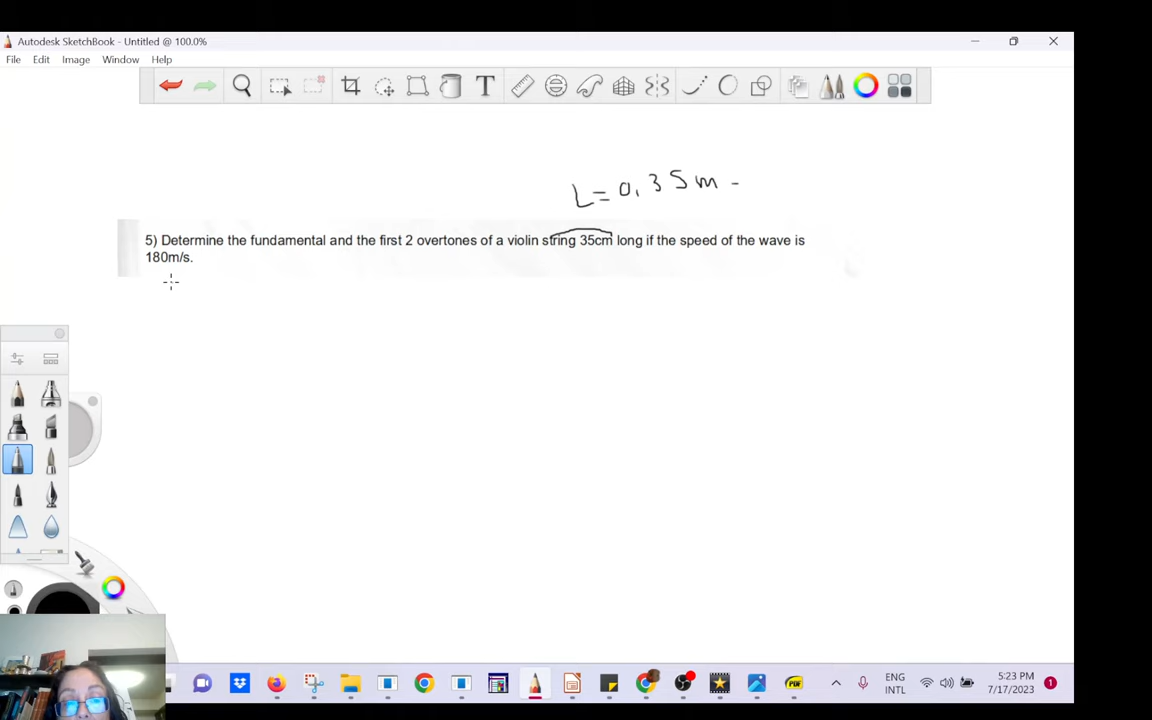 Autodesk SketchBook - Untitled @ 100.0%
File Edit Image Window Help
T
L = 0,35m -
5) Determine the fundamental and the first 2 overtones of a violin string 35cm long if the speed of the wave is
180m/s.
ENG
INTL
5:23 PM
7/17/2023
1